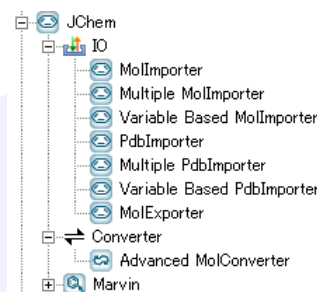 JChem
IO
MolImporter
Multiple MolImporter
Variable Based MolImporter
PdbImporter
Multiple PdbImporter
Variable Based PdbImporter
MolExporter
Converter
Advanced MolConverter
Marvin